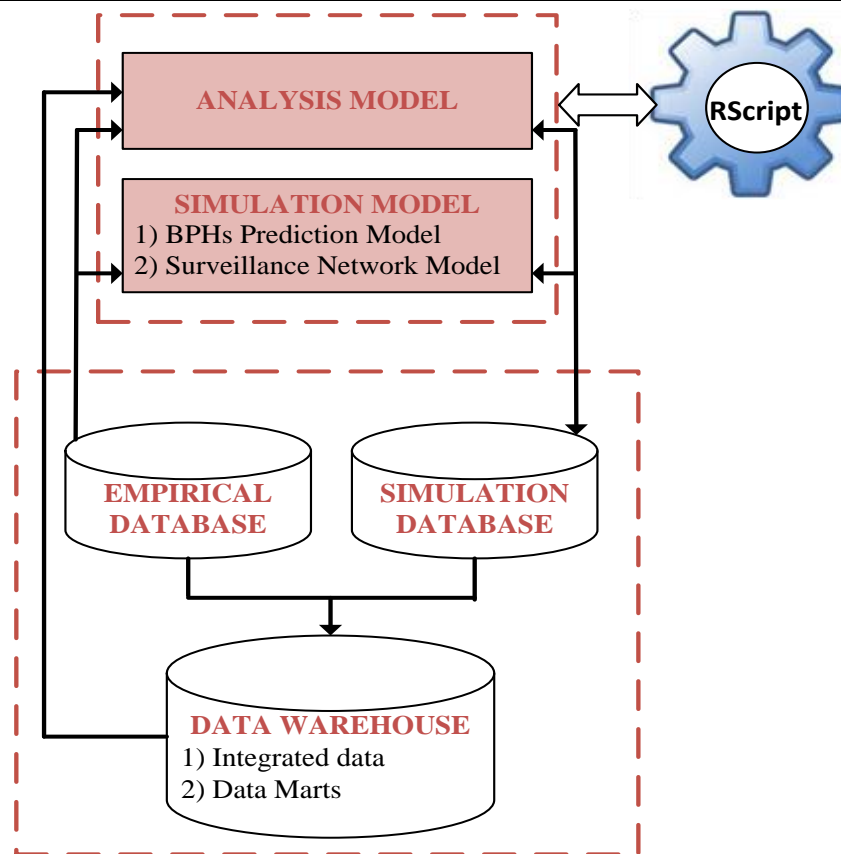 ANALYSIS MODEL
RScript
SIMULATION MODEL
1) BPHs Prediction Model
2) Surveillance Network Model
EMPIRICAL
DATABASE
SIMULATION
DATABASE
DATA WAREHOUSE
1) Integrated data
2) Data Marts